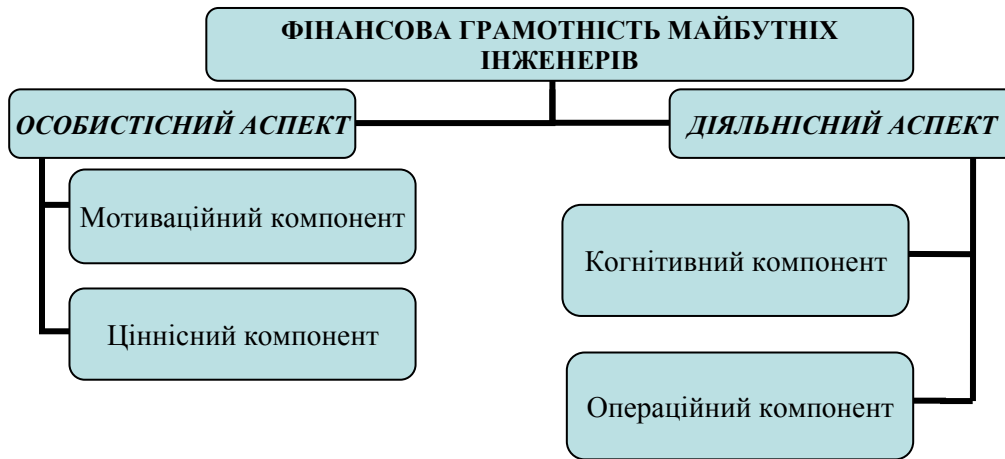 ФІНАНСОВА ГРАМОТНІСТЬ МАЙБУТНІХ
ІНЖЕНЕРІВ
ОСОБИСТІСНИЙ АСПЕКТ
ДІЯЛЬНІСНИЙ АСПЕКТ
Мотиваційний компонент
Когнітивний компонент
Ціннісний компонент
Операційний компонент